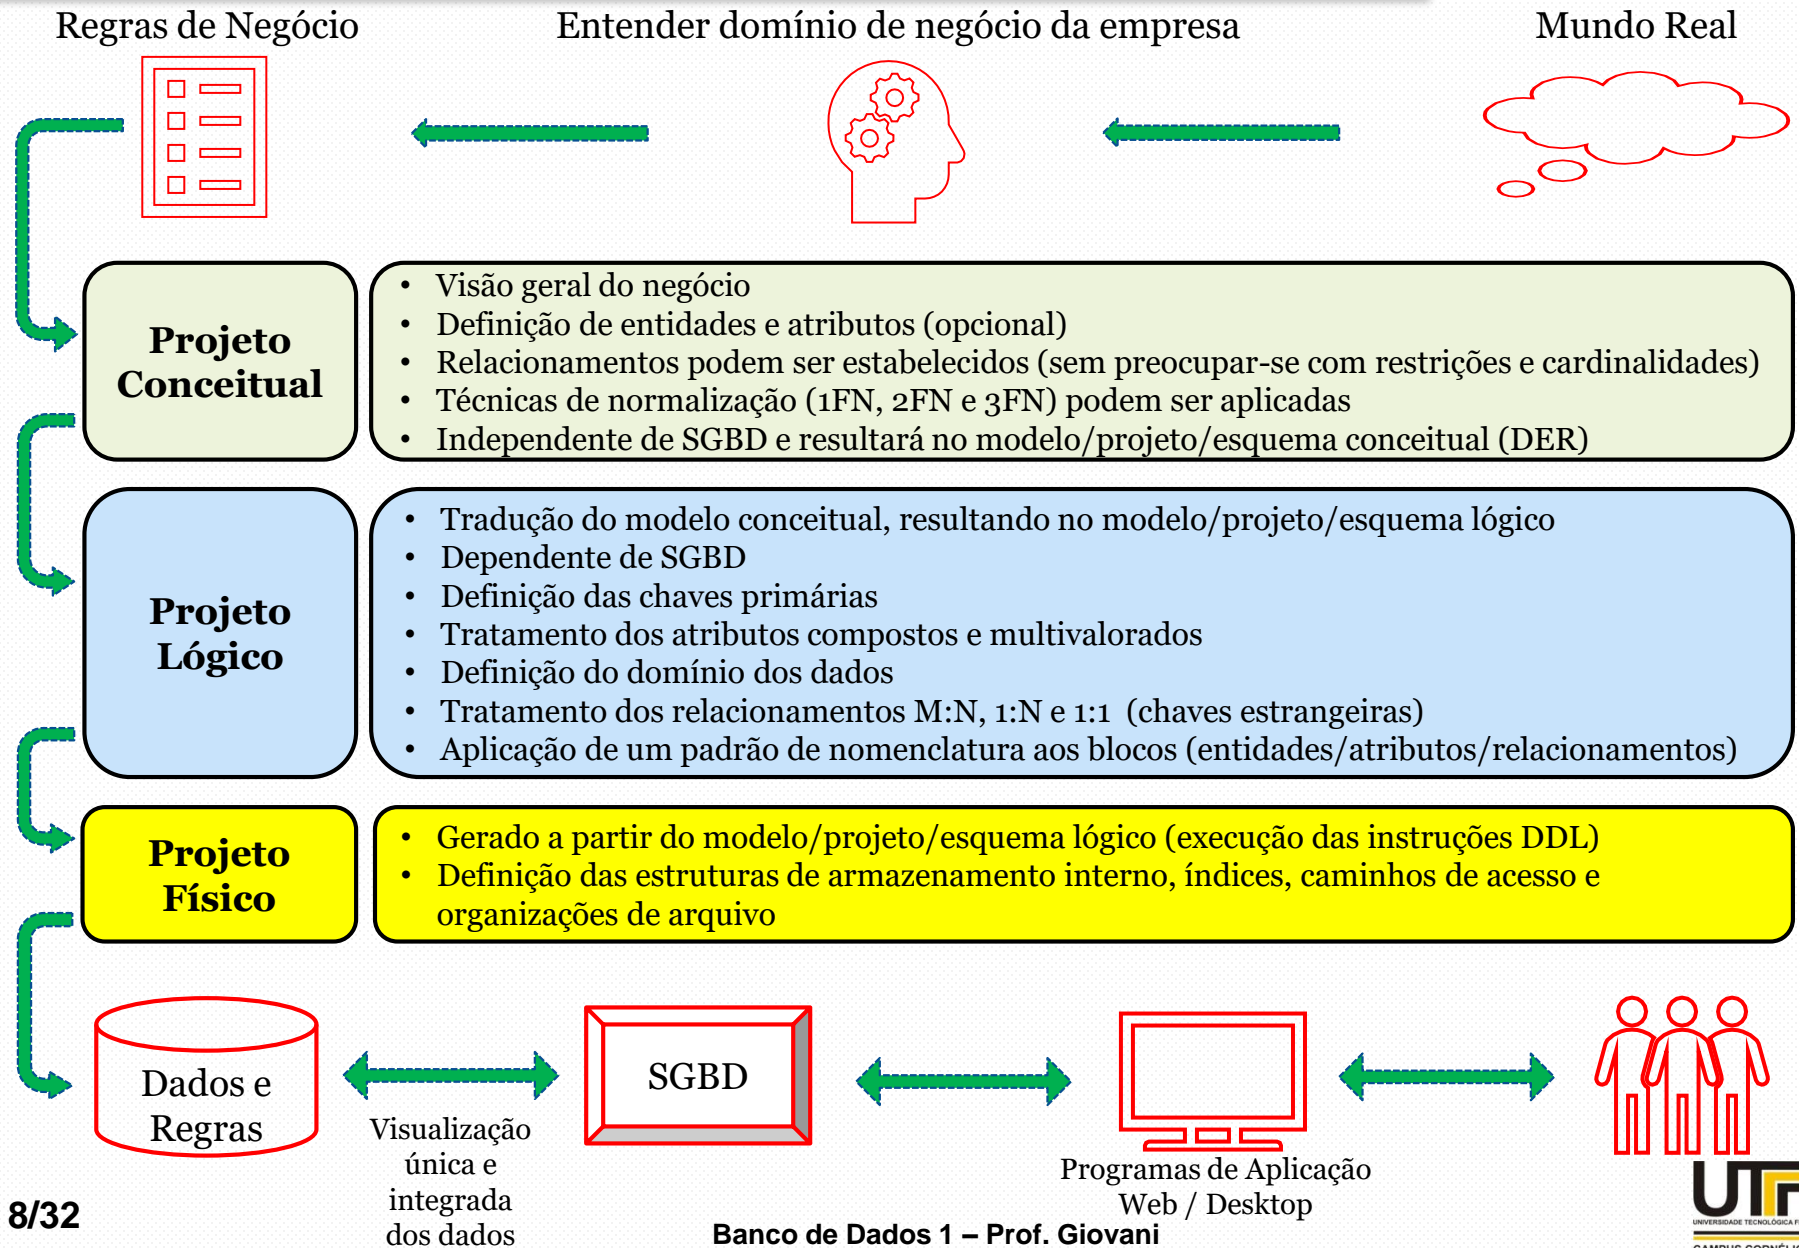 Regras de Negócio
Entender domínio de negócio da empresa
Mundo Real
Projeto
Conceitual
• Visão geral do negócio
• Definição de entidades e atributos (opcional)
• Relacionamentos podem ser estabelecidos (sem preocupar-se com restrições e cardinalidades)
• Técnicas de normalização (1FN, 2FN e 3FN) podem ser aplicadas
• Independente de SGBD e resultará no modelo/projeto/esquema conceitual (DER)
Projeto
Lógico
• Tradução do modelo conceitual, resultando no modelo/projeto/esquema lógico
• Dependente de SGBD
• Definição das chaves primárias
• Tratamento dos atributos compostos e multivalorados
• Definição do domínio dos dados
• Tratamento dos relacionamentos M:N, 1:N e 1:1 (chaves estrangeiras)
• Aplicação de um padrão de nomenclatura aos blocos (entidades/atributos/relacionamentos)
Projeto
Físico
• Gerado a partir do modelo/projeto/esquema lógico (execução das instruções DDL)
• Definição das estruturas de armazenamento interno, índices, caminhos de acesso e
organizações de arquivo
Dados e
Regras
Visualização
única e
integrada
dos dados
SGBD
Programas de Aplicação
Web / Desktop
8/32
Banco de Dados 1 – Prof. Giovani
UTF
UNIVERSIDADE TECNOLÓGICA